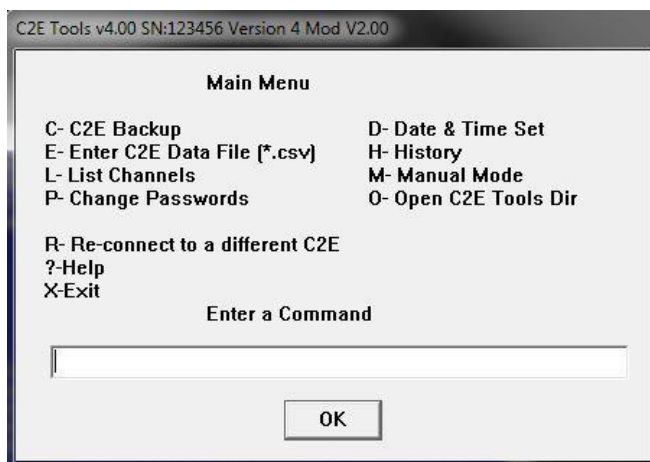 C2E Tools v4.00 SN:123456 Version 4 Mod V2.00
Main Menu
C- C2E Backup
E- Enter C2E Data File (*.csv)
L- List Channels
P- Change Passwords
D- Date & Time Set
H- History
M- Manual Mode
O- Open C2E Tools Dir
R- Re-connect to a different C2E
?-Help
X-Exit
Enter a Command
OK